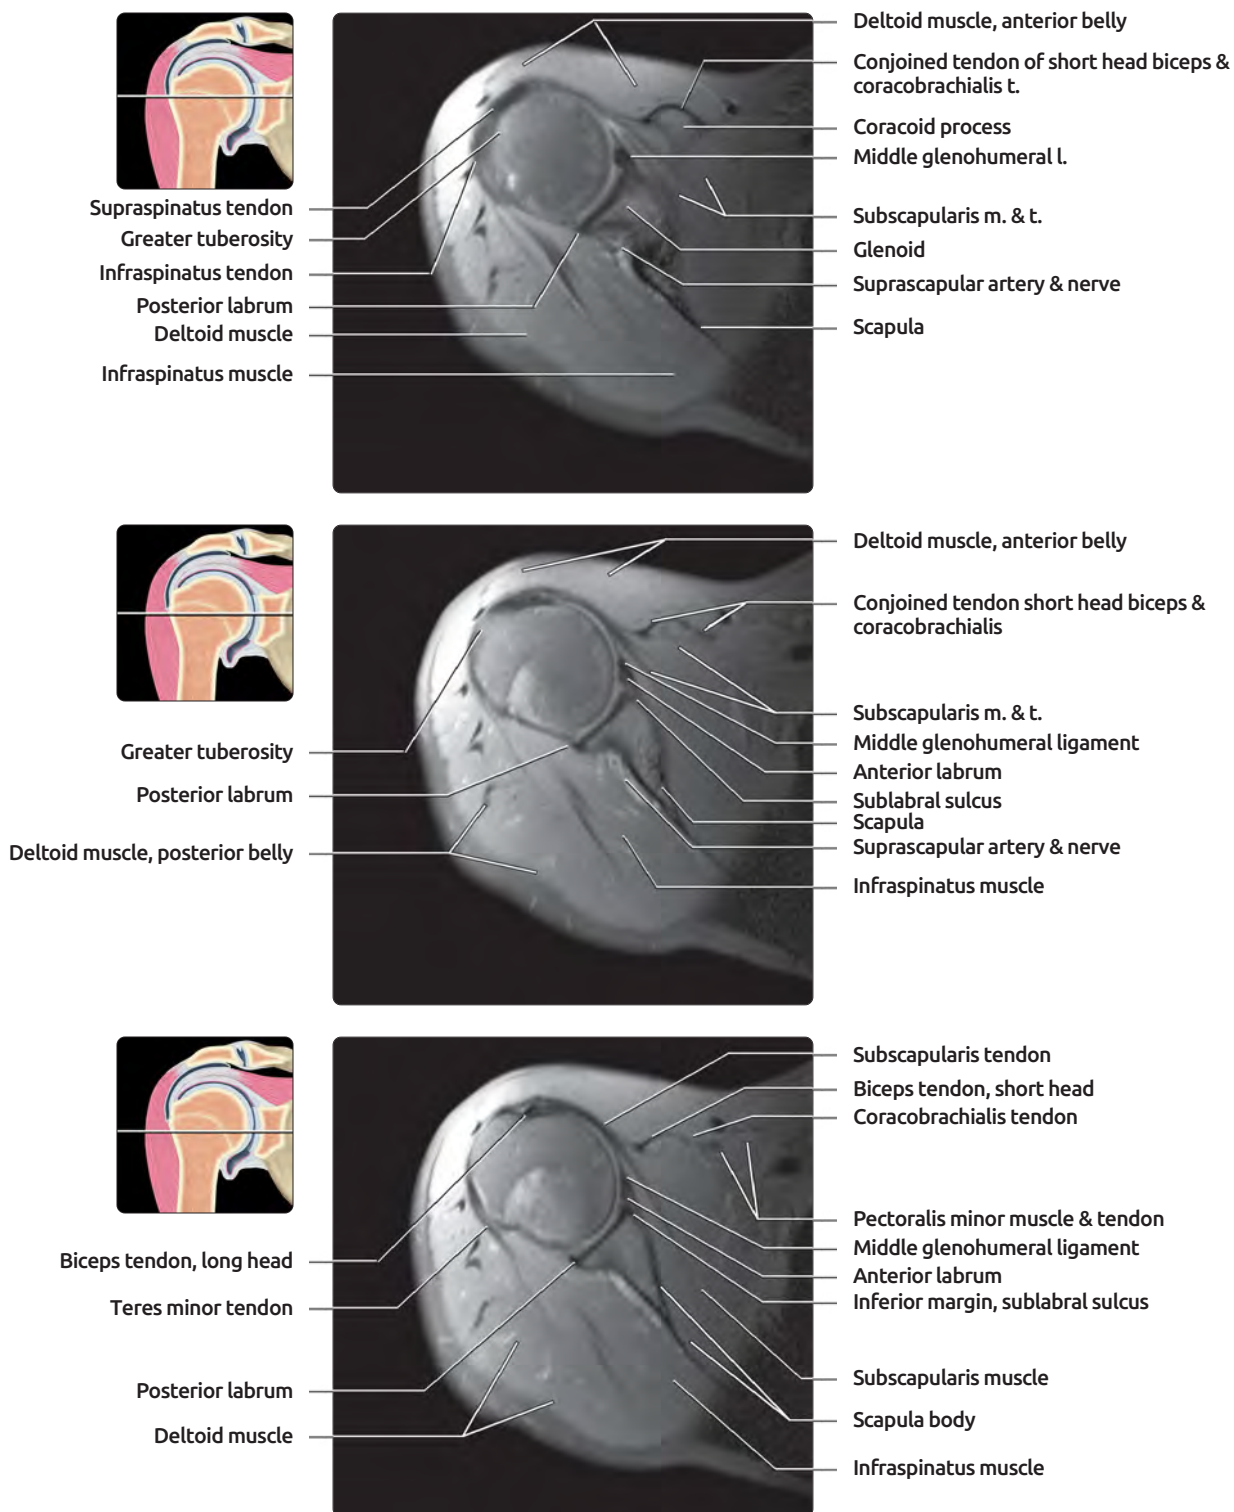 Deltoid muscle, anterior belly
Conjoined tendon of short head biceps &
coracobrachialis t.
Coracoid process
Middle glenohumeral l.
Subscapularis m. & t.
Glenoid
Suprascapular artery & nerve
Scapula
Supraspinatus tendon
Greater tuberosity
Infraspinatus tendon
Posterior labrum
Deltoid muscle
Infraspinatus muscle
Deltoid muscle, anterior belly
Conjoined tendon short head biceps &
coracobrachialis
Subscapularis m. & t.
Middle glenohumeral ligament
Anterior labrum
Sublabral sulcus
Scapula
Suprascapular artery & nerve
Infraspinatus muscle
Greater tuberosity
Posterior labrum
Deltoid muscle, posterior belly
Subscapularis tendon
Biceps tendon, short head
Coracobrachialis tendon
Pectoralis minor muscle & tendon
Middle glenohumeral ligament
Anterior labrum
Inferior margin, sublabral sulcus
Subscapularis muscle
Scapula body
Infraspinatus muscle
Biceps tendon, long head
Teres minor tendon
Posterior labrum
Deltoid muscle